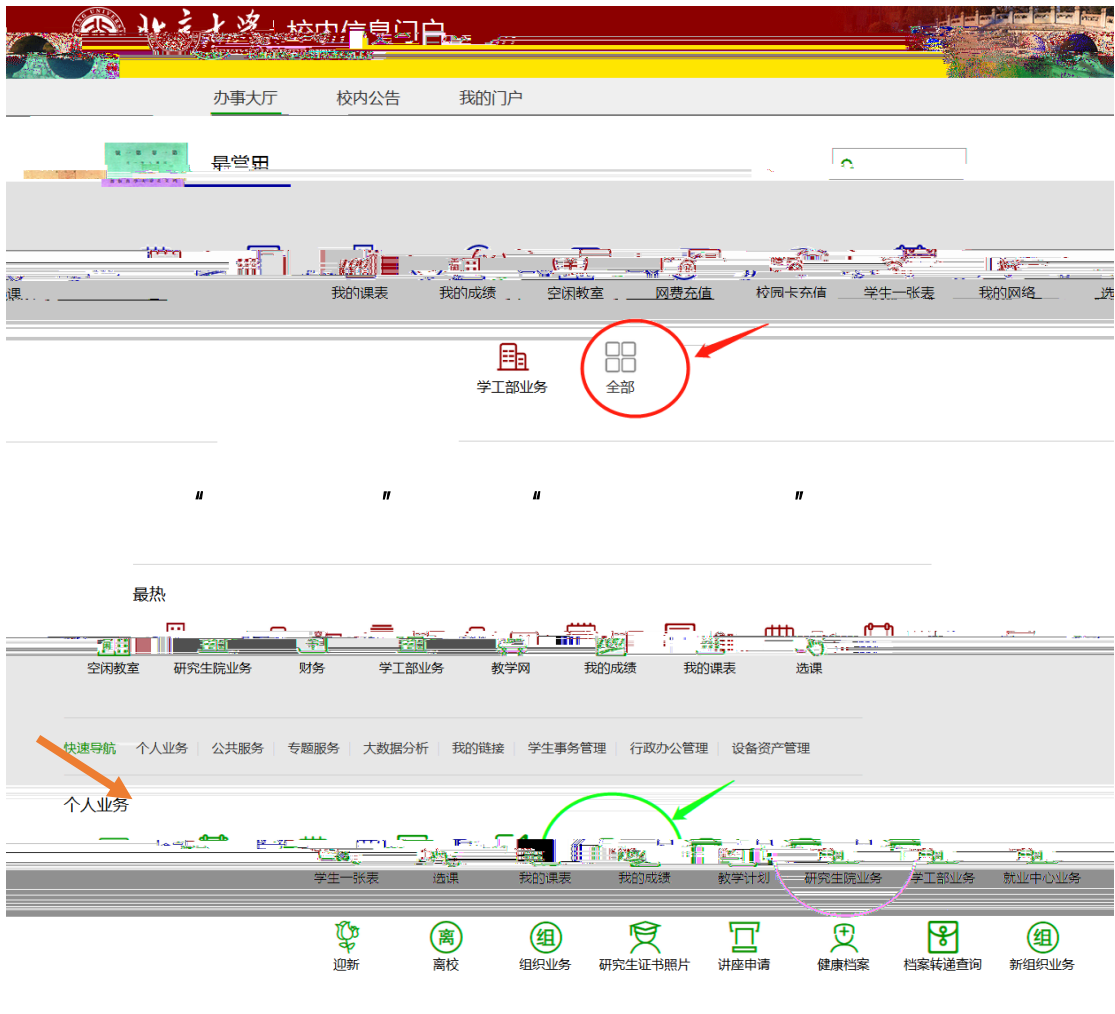 北京大学 校内信息门户
办事大厅 校内公告 我的门户
最常用
课 我的课表 我的成绩 空闲教室 网费充值 校园卡充值 学生一张表 我的网络 选
学工部业务 全部
“ ” “ ”
最热
空闲教室 研究生院业务 财务 学工部业务 教学网 我的成绩 我的课表 选课
快速导航 个人业务 公共服务 专题服务 大数据分析 我的链接 学生事务管理 行政办公管理 设备资产管理
个人业务
学生一张表 选课 我的课表 我的成绩 教学计划 研究生院业务 学工部业务 就业中心业务
离 组 组
迎新 离校 组织业务 研究生证书照片 讲座申请 健康档案 档案转递查询 新组织业务